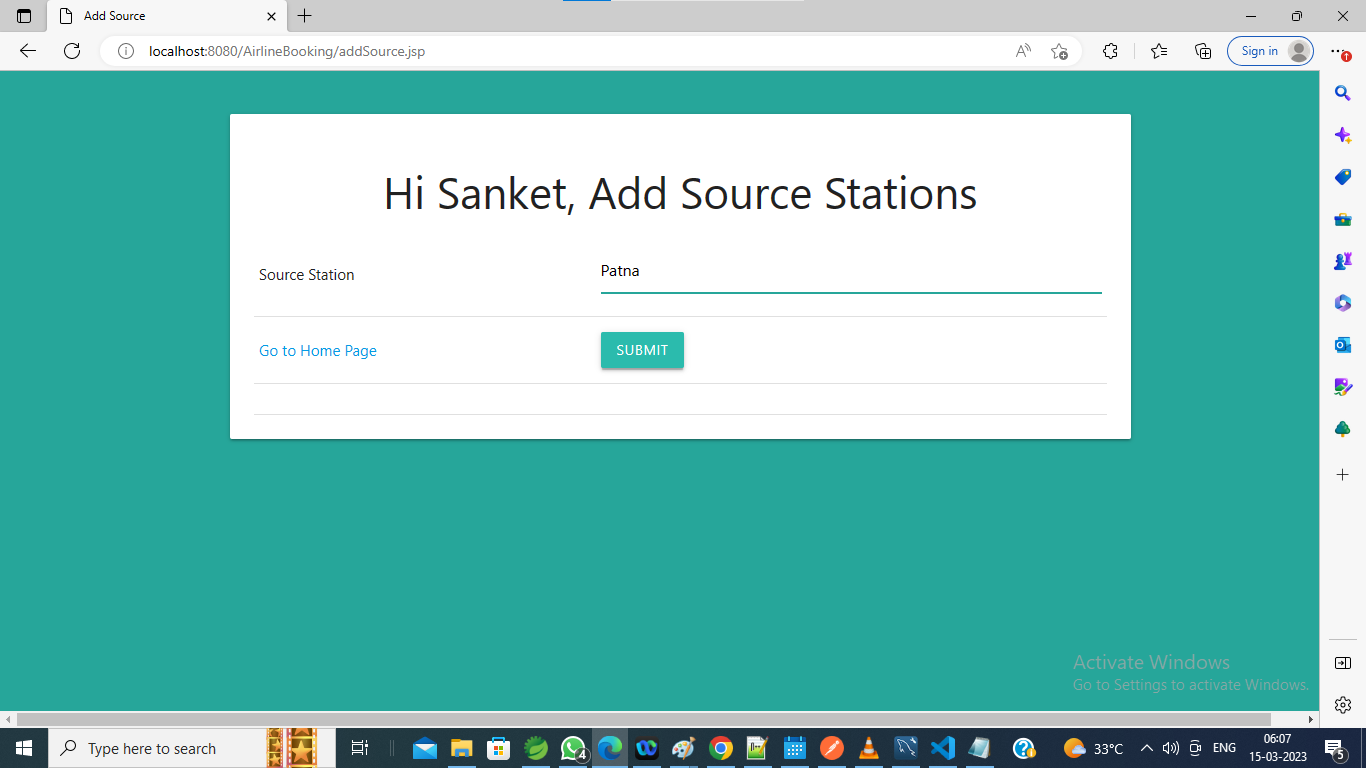 Add Source
localhost:8080/AirlineBooking/addSource.jsp
Sign in
Hi Sanket, Add Source Stations
Source Station
Patna
Go to Home Page
SUBMIT
Activate Windows
Go to Settings to activate Windows.
Type here to search
4
33°C
ENG
06:07
15-03-2023
5